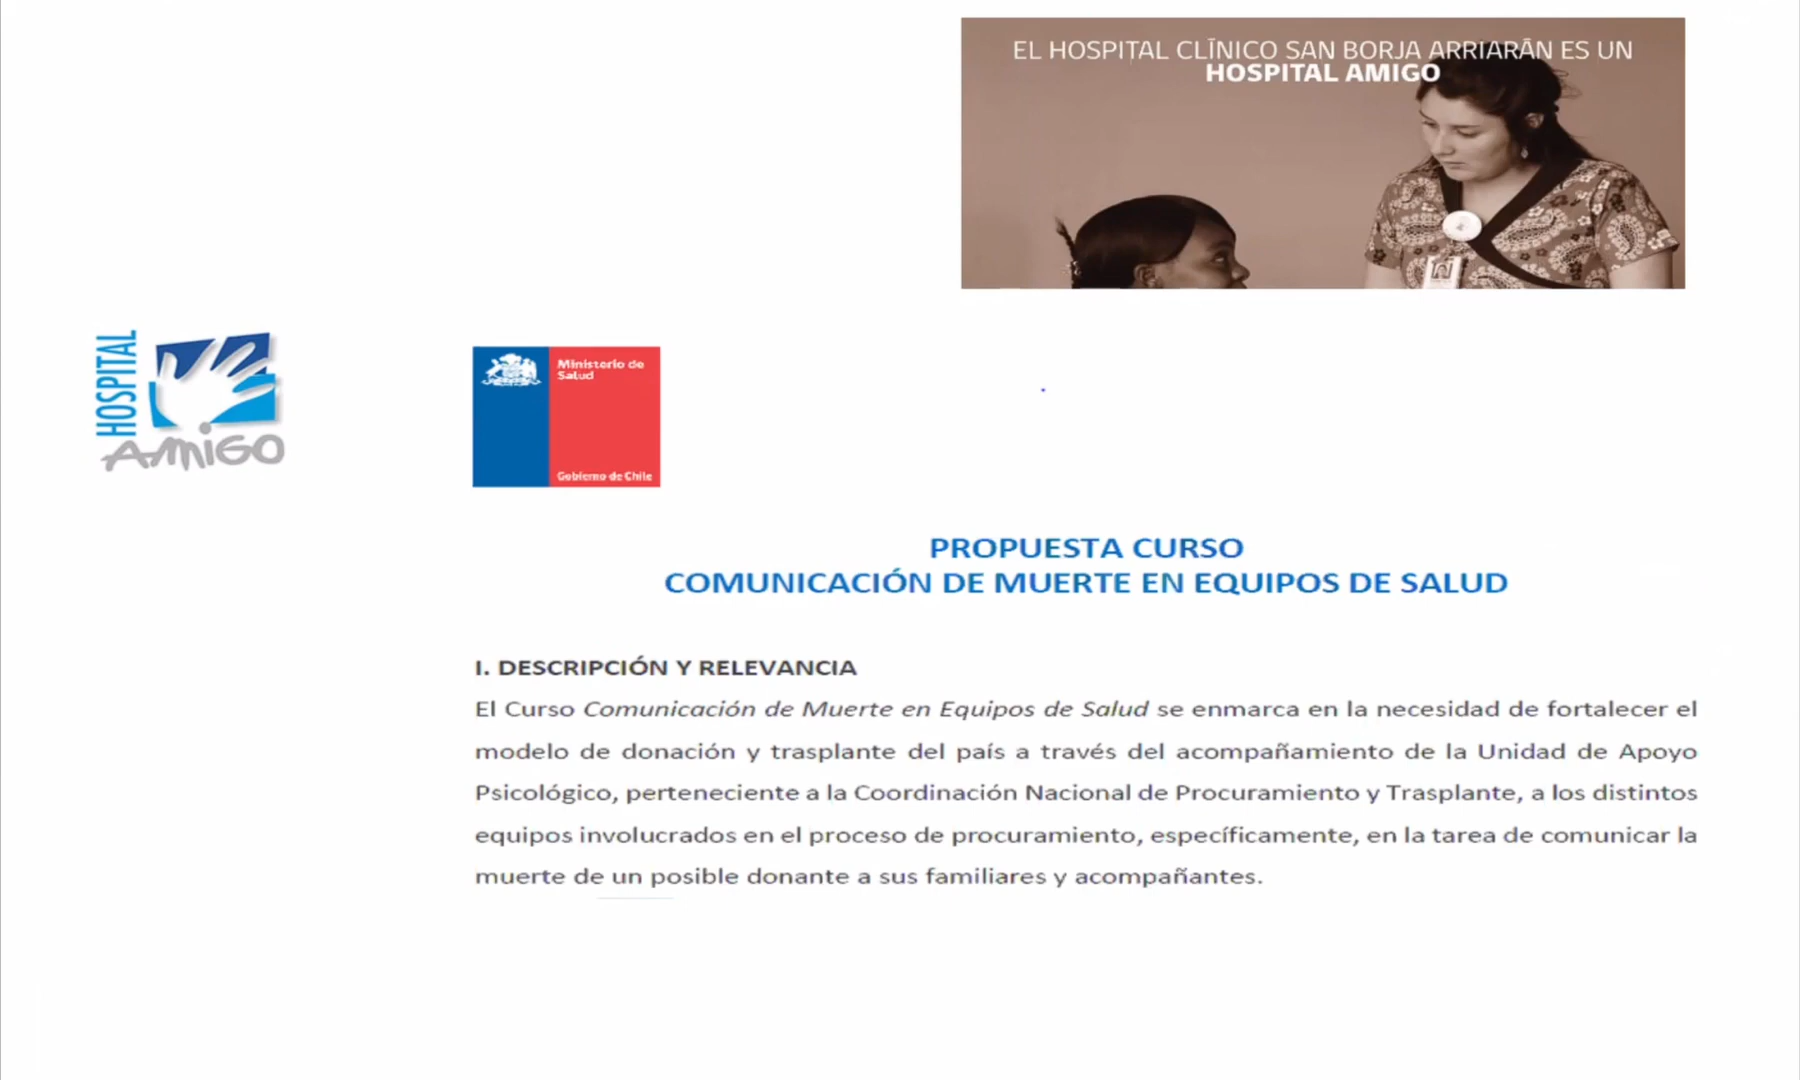 EL HOSPITAL CLÍNICO SAN BORJA ARRIARÁN ES UN
HOSPITAL AMIGO
HOSPITAL
AMIGO
Ministerio de
Salud
Gobierno de Chile
PROPUESTA CURSO
COMUNICACIÓN DE MUERTE EN EQUIPOS DE SALUD
I. DESCRIPCIÓN Y RELEVANCIA
El Curso Comunicación de Muerte en Equipos de Salud se enmarca en la necesidad de fortalecer el
modelo de donación y trasplante del país a través del acompañamiento de la Unidad de Apoyo
Psicológico, perteneciente a la Coordinación Nacional de Procuramiento y Trasplante, a los distintos
equipos involucrados en el proceso de procuramiento, específicamente, en la tarea de comunicar la
muerte de un posible donante a sus familiares y acompañantes.